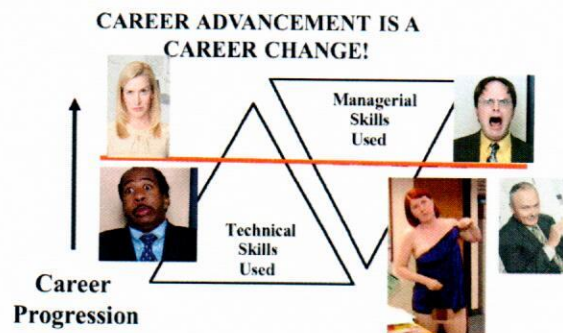 CAREER ADVANCEMENT IS A
CAREER CHANGE!
Managerial
Skills
Used
Technical
Skills
Used
Career
Progression